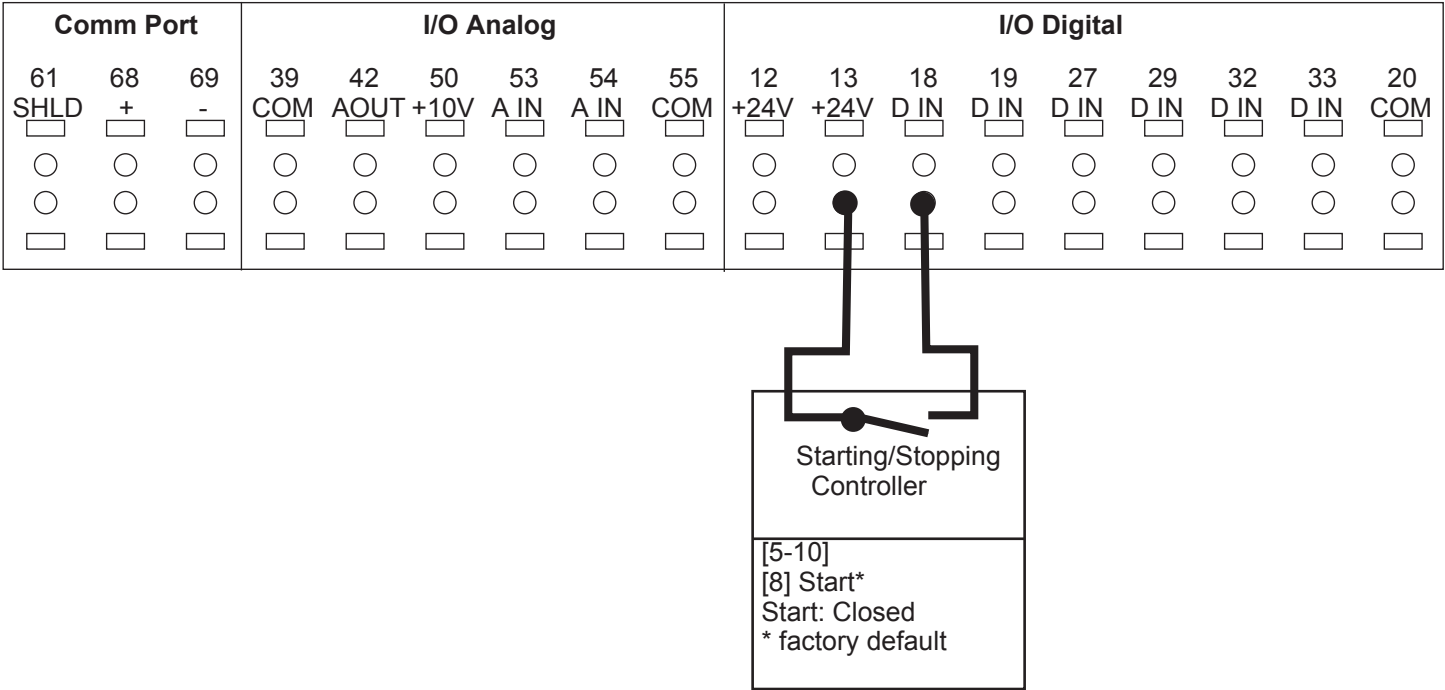 Comm Port I/O Analog I/O Digital
61 68 69 39 42 50 53 54 55 12 13 18 19 27 29 32 33 20
SHLD + - COM AOUT +10V A IN A IN COM +24V +24V D IN D IN D IN D IN D IN D IN COM
Starting/Stopping
Controller
[5-10]
[8] Start*
Start: Closed
* factory default